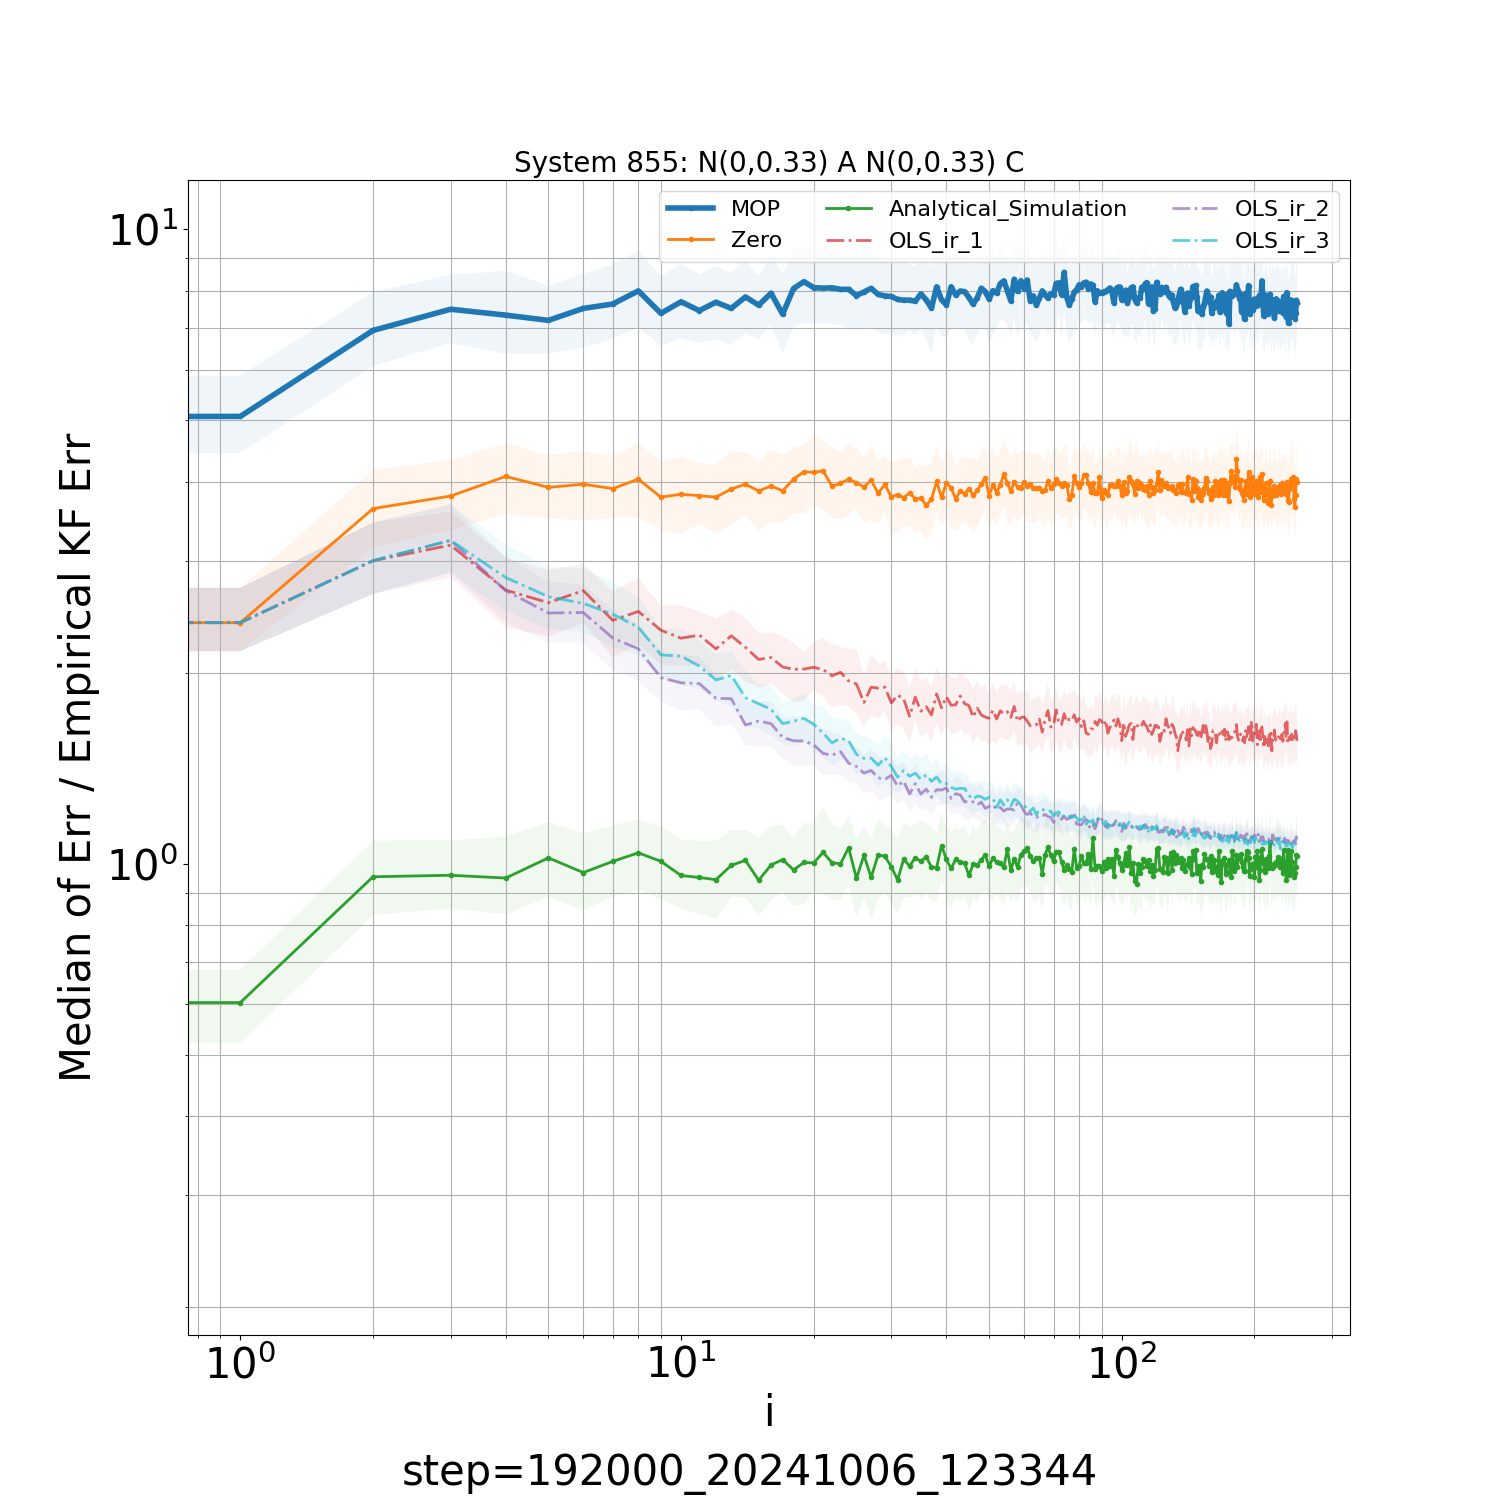 System 855: N(0,0.33) A N(0,0.33) C
MOP
Zero
Analytical_Simulation
OLS_ir_1
OLS_ir_2
OLS_ir_3
10¹
10⁰
Median of Err / Empirical KF Err
10⁰ 10¹ 10²
i
step=192000_20241006_123344